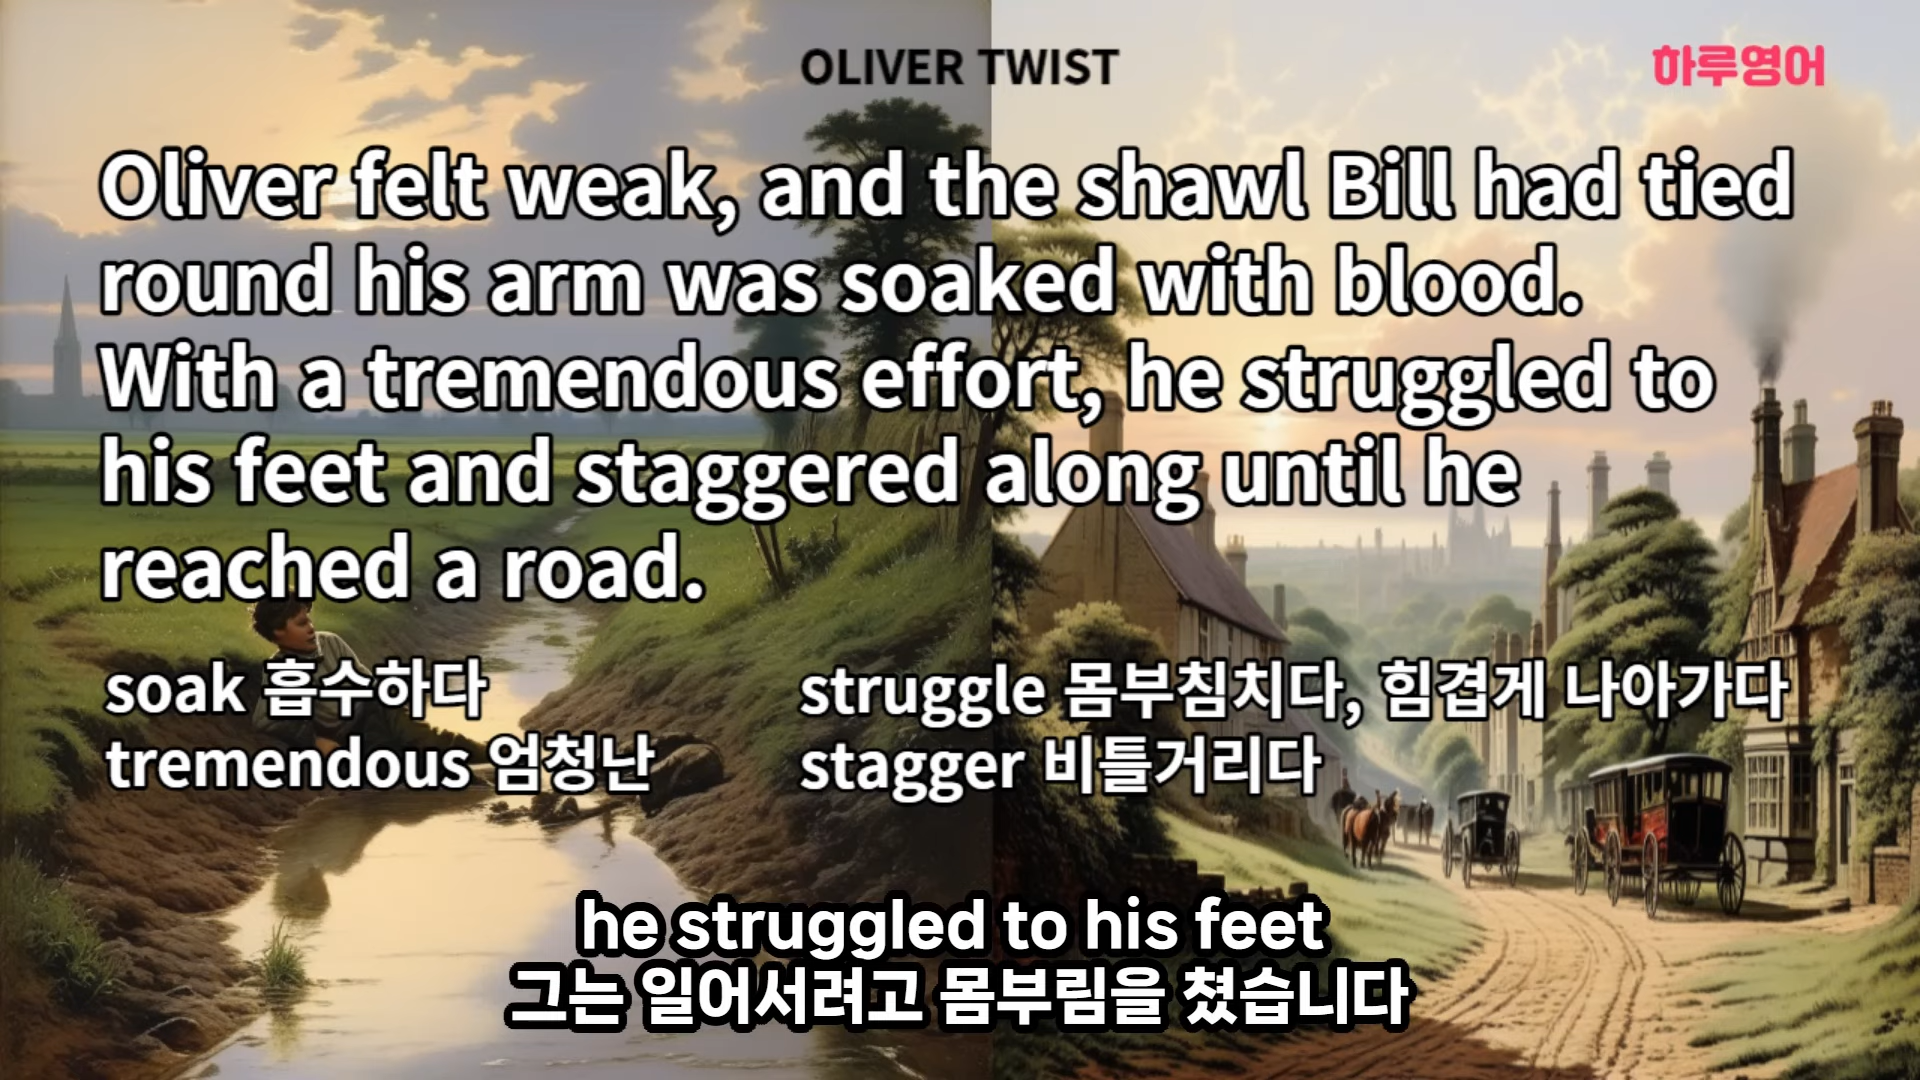 OLIVER TWIST
하루영어
Oliver felt weak, and the shawl Bill had tied
round his arm was soaked with blood.
With a tremendous effort, he struggled to
his feet and staggered along until he
reached a road.
soak 흡수하다
struggle 몸부침치다, 힘겹게 나아가다
tremendous 엄청난
stagger 비틀거리다
he struggled to his feet
그는 일어서려고 몸부림을 쳤습니다